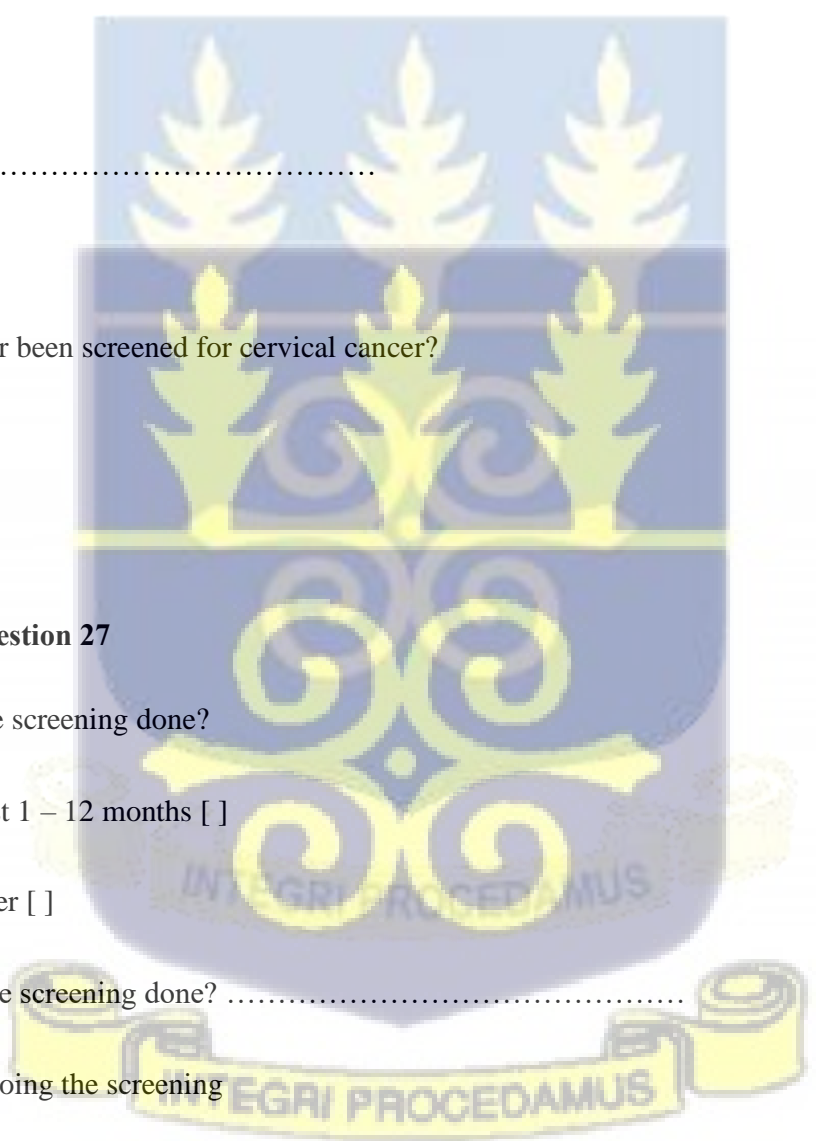 ……………………………………
r been screened for cervical cancer?
estion 27
e screening done?
t 1 – 12 months [ ]
INTEGRI PROCEDAMUS
er [ ]
e screening done? ………………………………………
oing the screening
INTEGRI PROCEDAMUS